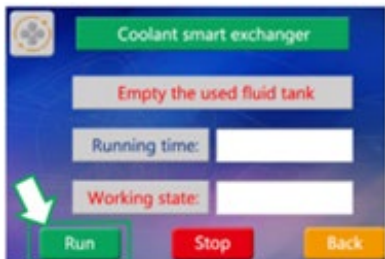 Coolant smart exchanger
Empty the used fluid tank
Running time:
Working state:
Run Stop Back